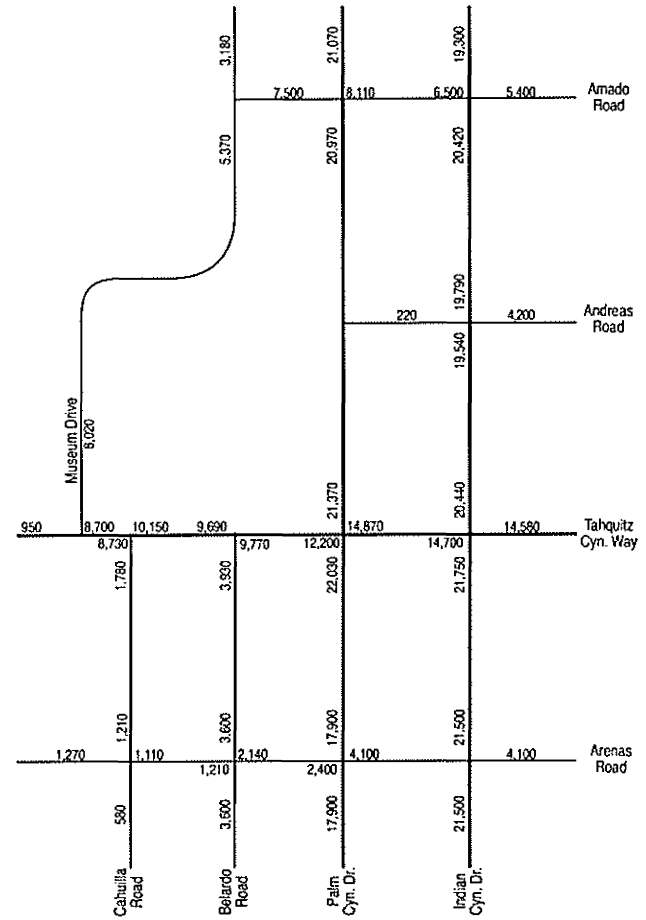 3,180
21,070
19,300
7,500
8,110
6,500
5,400
Amado
Road
5,370
20,970
20,420
19,790
220
4,200
Andreas
Road
19,540
Museum Drive
6,020
21,370
20,440
950
8,700
10,150
9,690
14,870
14,580
Tahquitz
Cyn. Way
8,730
9,770
12,200
14,700
1,780
3,930
22,030
21,750
1,210
3,600
17,900
21,500
1,270
1,110
2,140
4,100
4,100
Arenas
Road
1,210
2,400
580
3,600
17,900
21,500
Cahuilla
Road
Belardo
Road
Palm
Cyn. Dr.
Indian
Cyn. Dr.